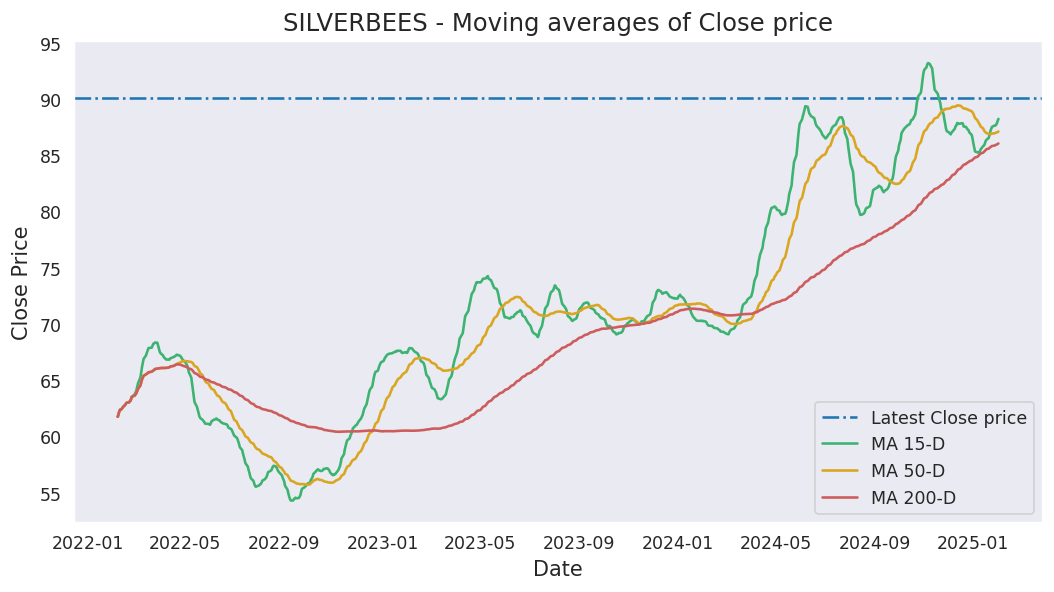 SILVERBEES - Moving averages of Close price
Close Price
95
90
85
80
75
70
65
60
55
Latest Close price
MA 15-D
MA 50-D
MA 200-D
2022-01 2022-05 2022-09 2023-01 2023-05 2023-09 2024-01 2024-05 2024-09 2025-01
Date